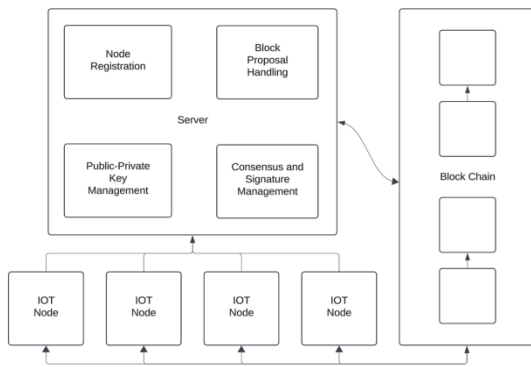 Node
Registration
Block
Proposal
Handling
Server
Public-Private
Key
Management
Consensus and
Signature
Management
Block Chain
IOT
Node
IOT
Node
IOT
Node
IOT
Node